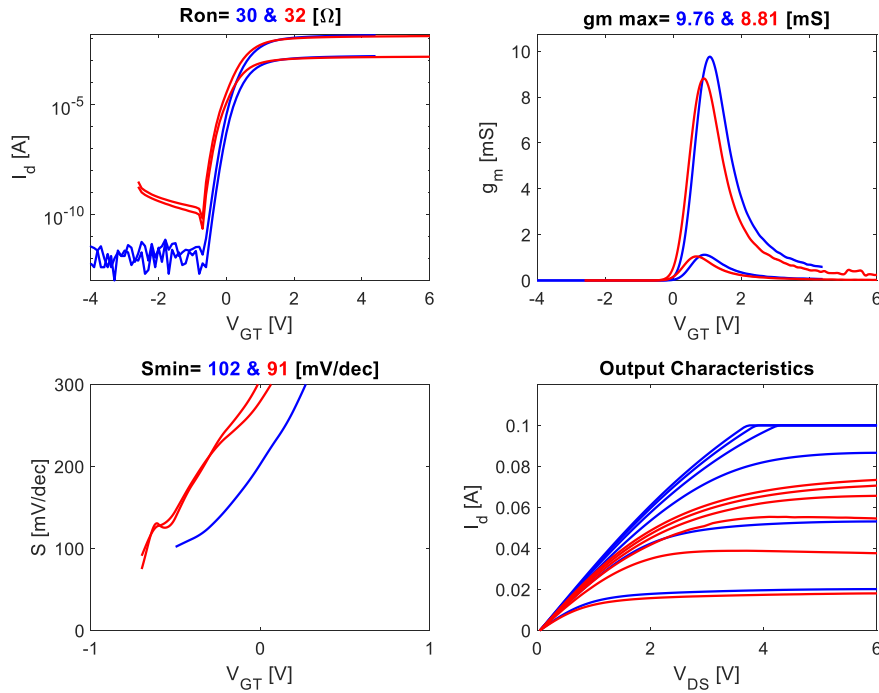 Ron= 30 & 32 [Ω]
10^-5
10^-10
I_d [A]
-4 -2 0 2 4 6
V_GT [V]
gm max= 9.76 & 8.81 [mS]
10
8
6
4
2
0
g_m [mS]
-4 -2 0 2 4 6
V_GT [V]
Smin= 102 & 91 [mV/dec]
300
200
100
0
S [mV/dec]
-1 0 1
V_GT [V]
Output Characteristics
0.1
0.08
0.06
0.04
0.02
0
I_d [A]
0 2 4 6
V_DS [V]